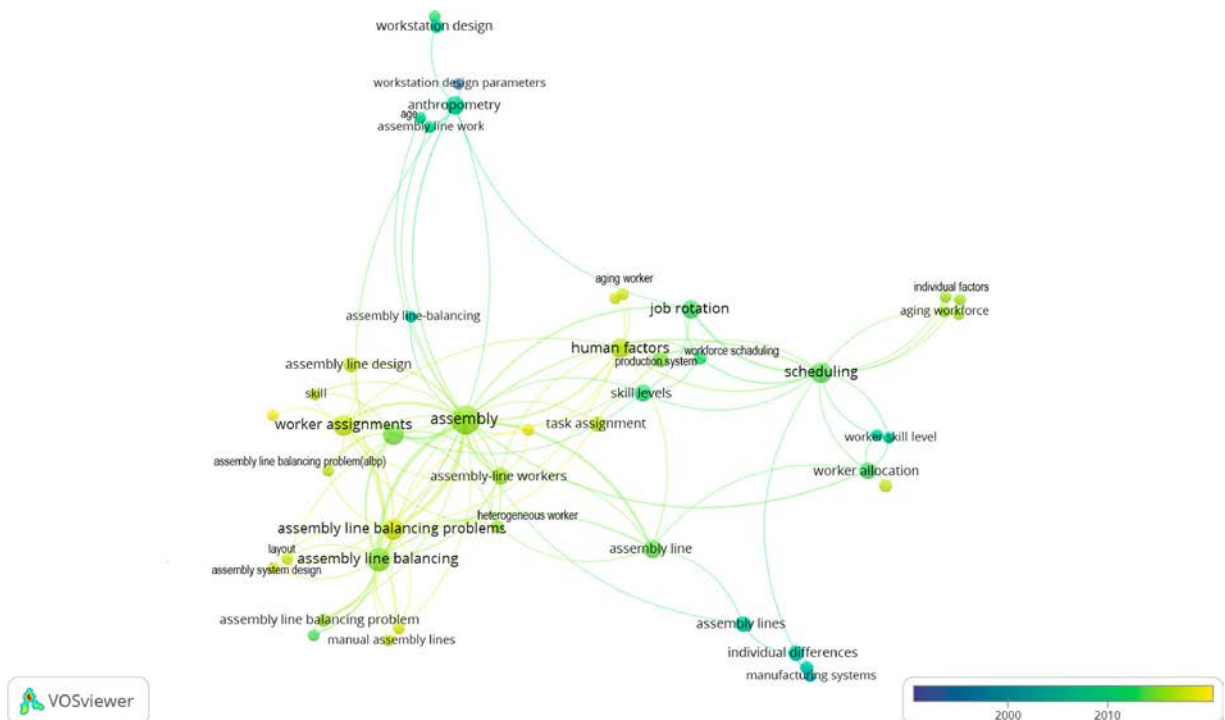 workstation design
workstation design parameters
anthropometry
age
assembly line work
aging worker
individual factors
job rotation
aging workforce
assembly line-balancing
human factors
workforce schaduling
production system
assembly line design
scheduling
skill
skill levels
assembly
worker assignments
task assignment
worker skill level
assembly line balancing problem(albp)
worker allocation
assembly-line workers
heterogeneous worker
assembly line balancing problems
layout
assembly line
assembly line balancing
assembly system design
assembly line balancing problem
assembly lines
manual assembly lines
individual differences
manufacturing systems
VOSviewer
2000 2010